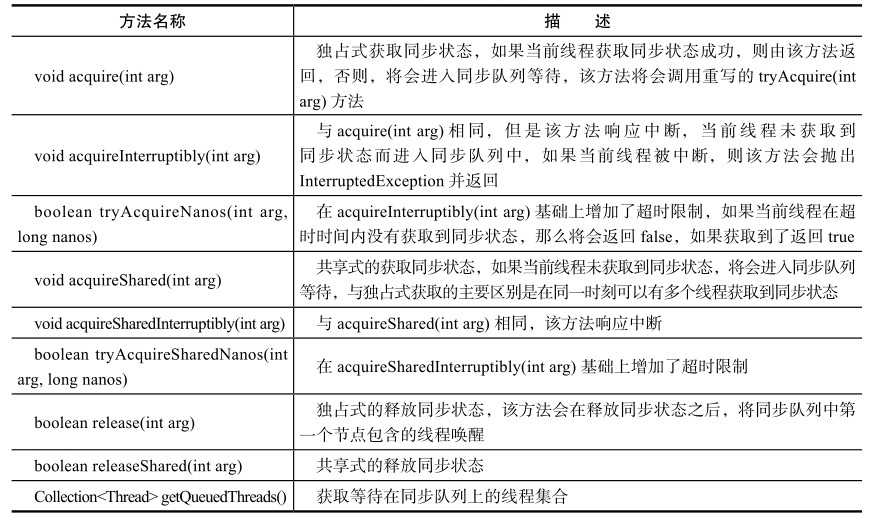 方法名称 描 述
void acquire(int arg)
独占式获取同步状态，如果当前线程获取同步状态成功，则由该方法返
回，否则，将会进入同步队列等待，该方法将会调用重写的 tryAcquire(int
arg) 方法
void acquireInterruptibly(int arg)
与 acquire(int arg) 相同，但是该方法响应中断，当前线程未获取到
同步状态而进入同步队列中，如果当前线程被中断，则该方法会抛出
InterruptedException 并返回
boolean tryAcquireNanos(int arg,
long nanos)
在 acquireInterruptibly(int arg) 基础上增加了超时限制，如果当前线程在超
时时间内没有获取到同步状态，那么将会返回 false，如果获取到了返回 true
void acquireShared(int arg)
共享式的获取同步状态，如果当前线程未获取到同步状态，将会进入同步队列
等待，与独占式获取的主要区别是在同一时刻可以有多个线程获取到同步状态
void acquireSharedInterruptibly(int arg)
与 acquireShared(int arg) 相同，该方法响应中断
boolean tryAcquireSharedNanos(int
arg, long nanos)
在 acquireSharedInterruptibly(int arg) 基础上增加了超时限制
boolean release(int arg)
独占式的释放同步状态，该方法会在释放同步状态之后，将同步队列中第
一个节点包含的线程唤醒
boolean releaseShared(int arg)
共享式的释放同步状态
Collection<Thread> getQueuedThreads()
获取等待在同步队列上的线程集合